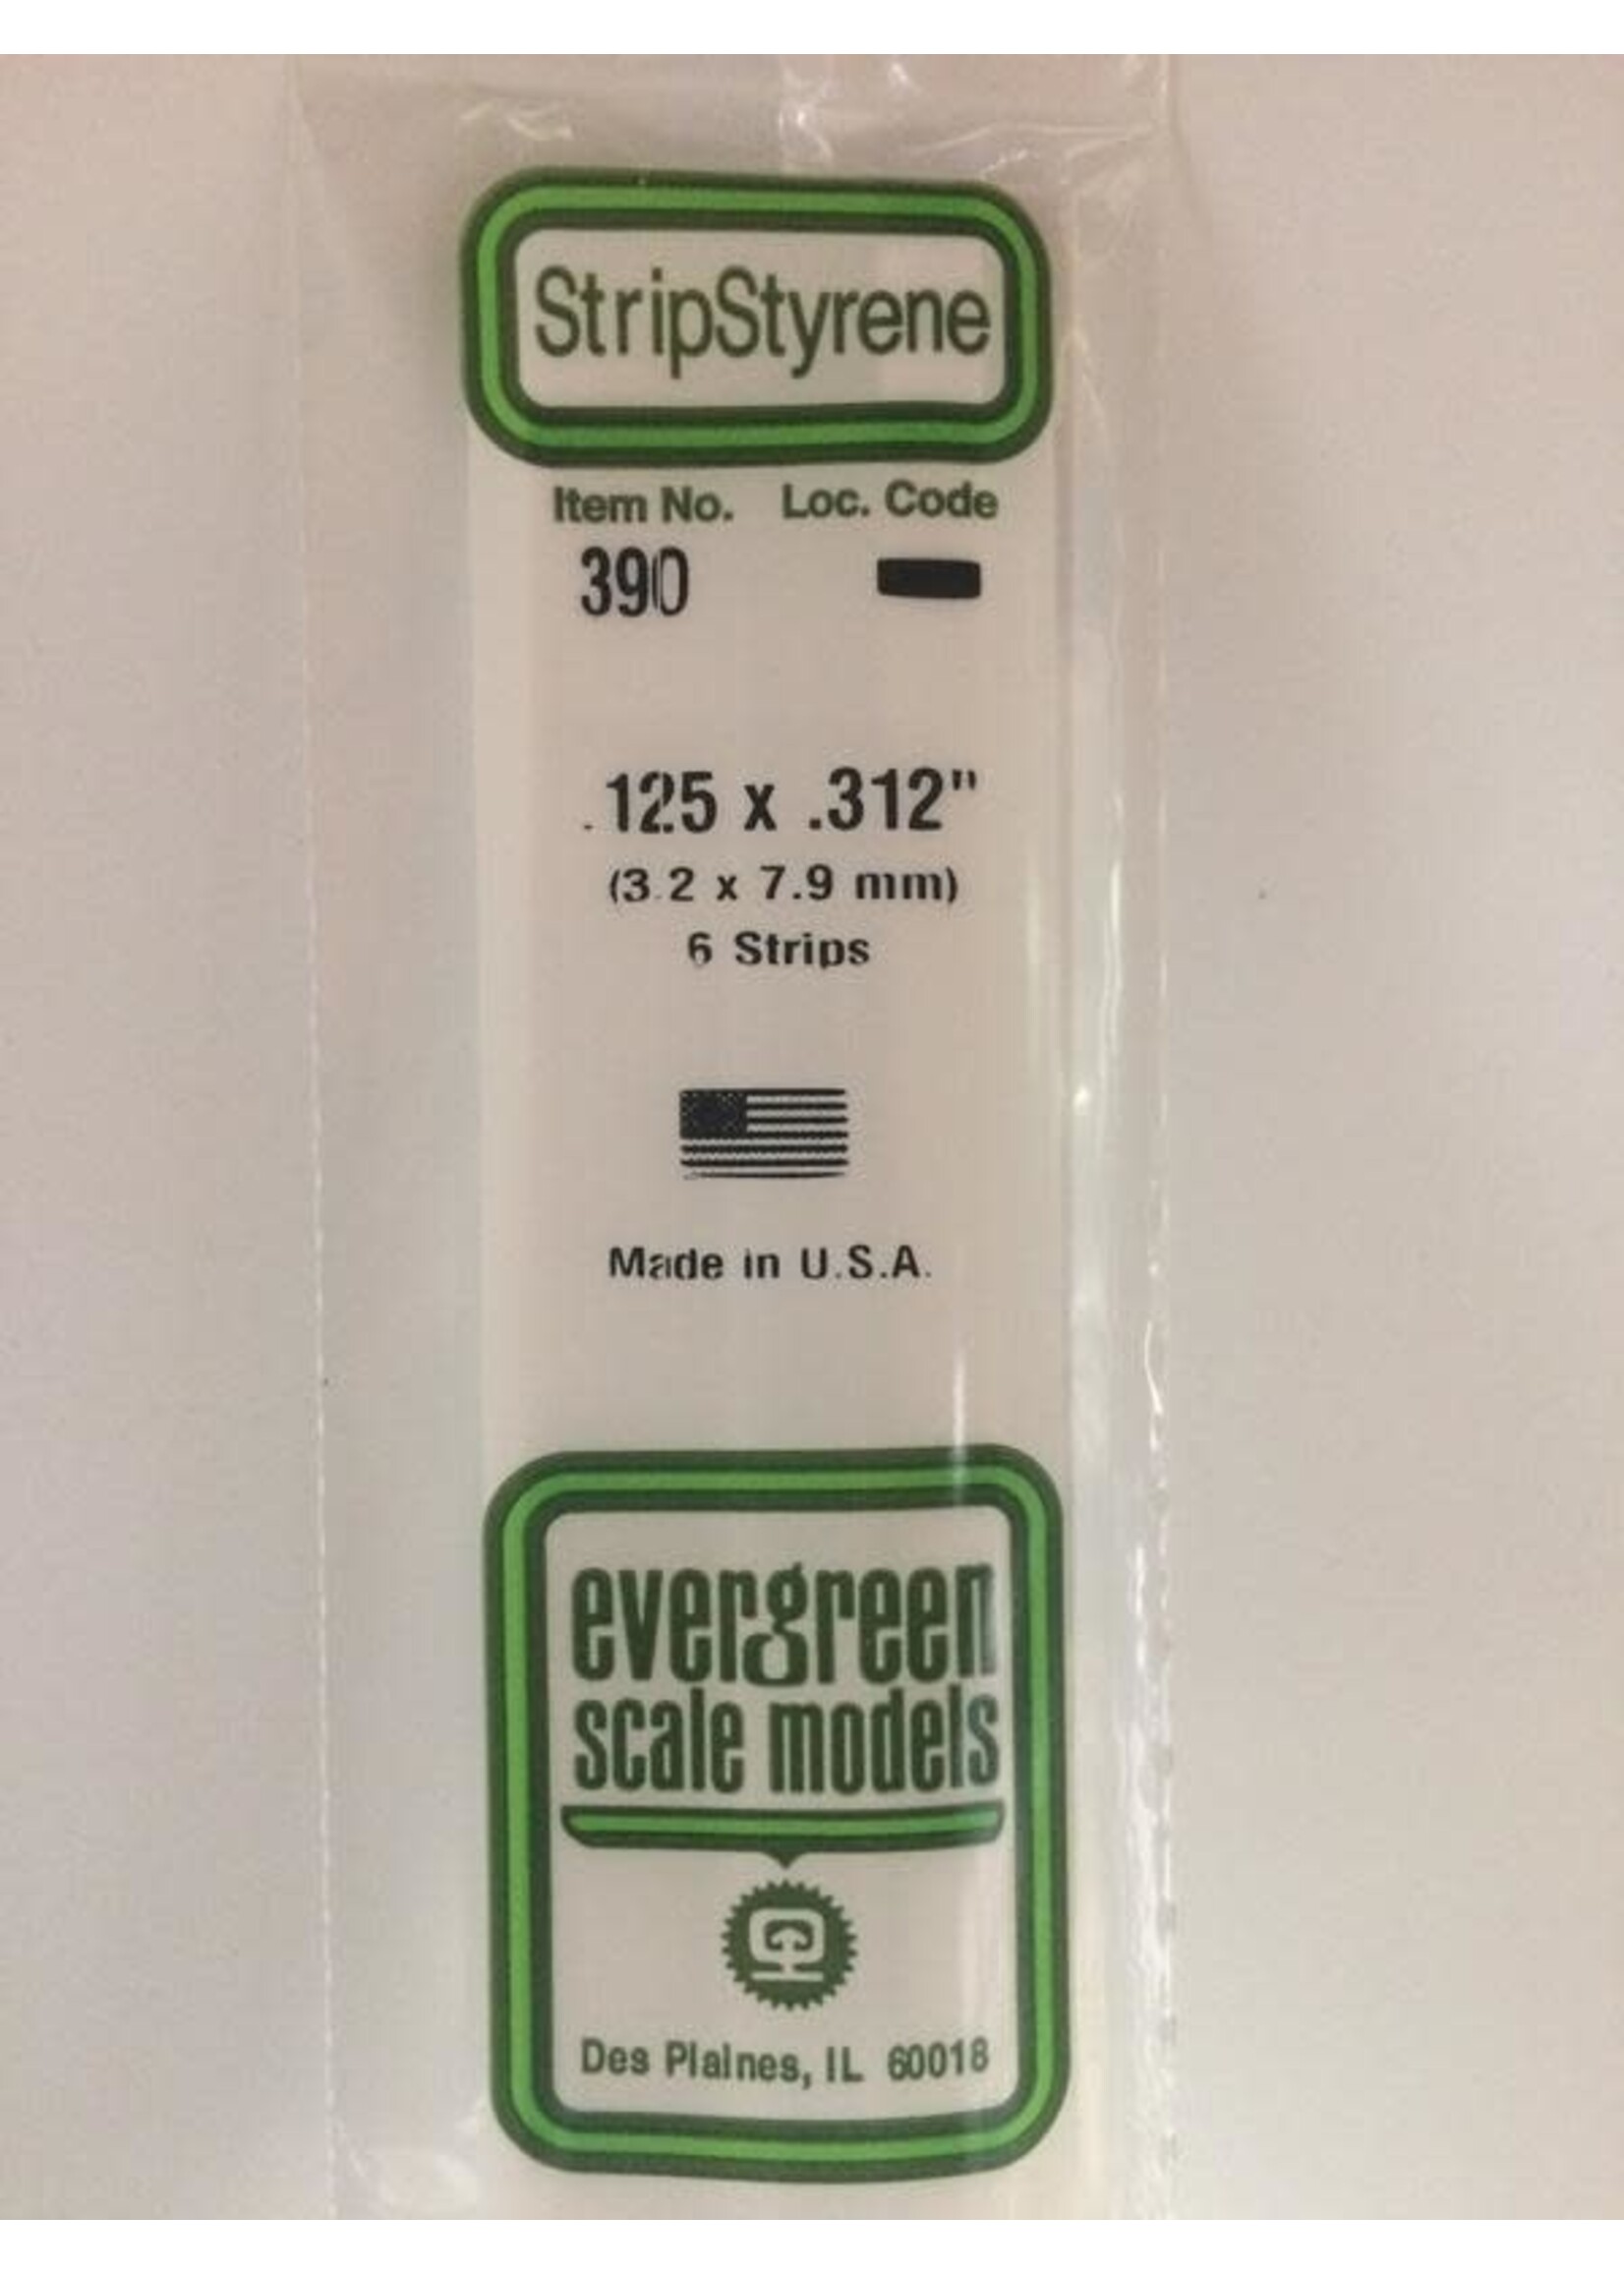 StripStyrene
Item No. Loc. Code
390
.125 x .312"
(3.2 x 7.9 mm)
6 Strips
Made in U.S.A.
evergreen
scale models
Des Plaines, IL 60018